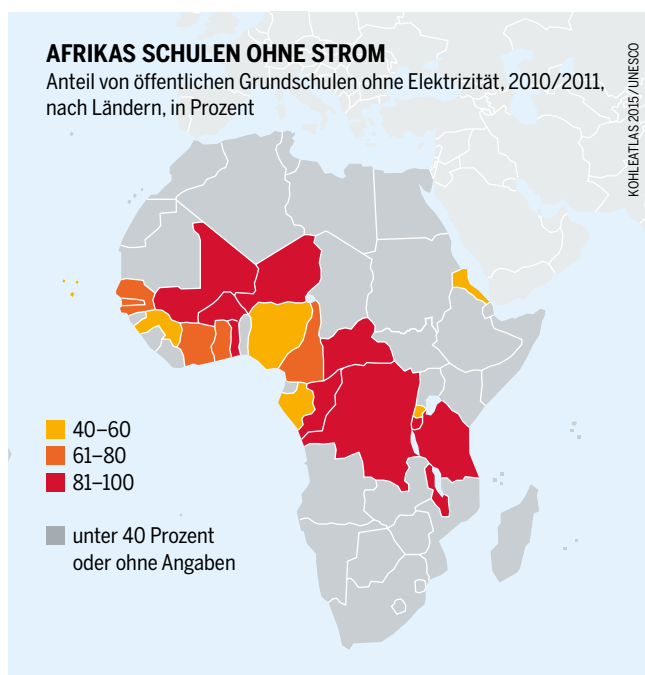 AFRIKAS SCHULEN OHNE STROM
Anteil von öffentlichen Grundschulen ohne Elektrizität, 2010/2011,
nach Ländern, in Prozent
KOHLEATLAS 2015/UNESCO
40–60
61–80
81–100
unter 40 Prozent
oder ohne Angaben